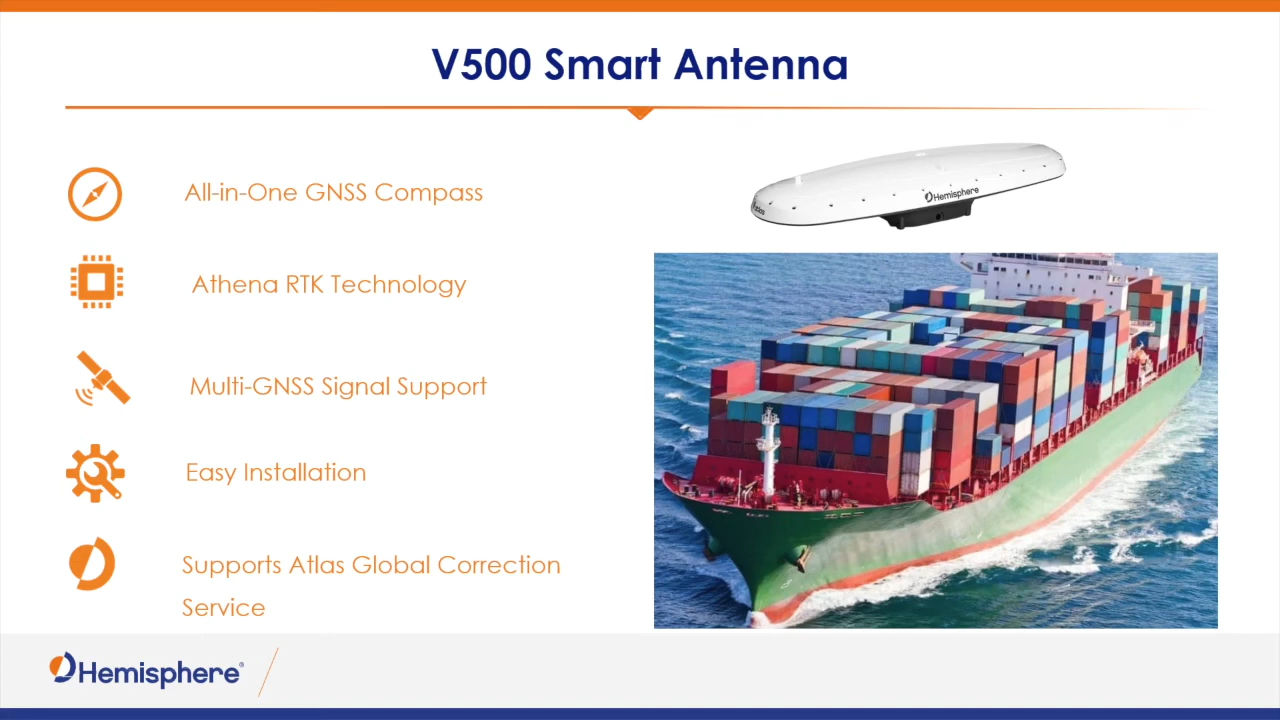 V500 Smart Antenna
All-in-One GNSS Compass
Hemisphere
Athena RTK Technology
Multi-GNSS Signal Support
Easy Installation
Supports Atlas Global Correction
Service
Hemisphere®